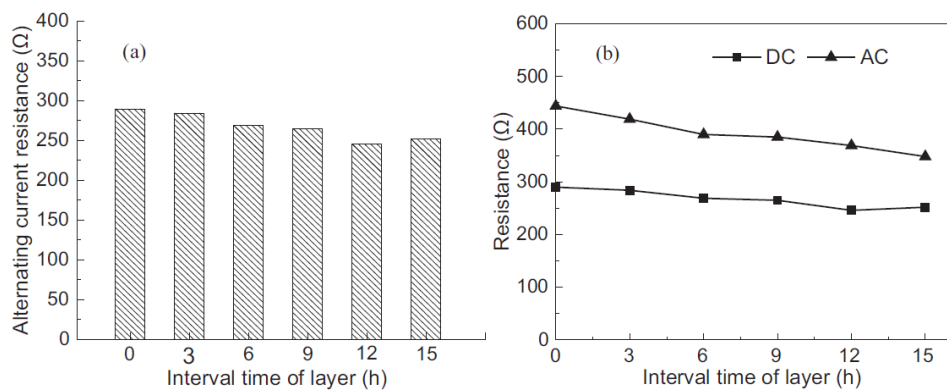 (a)
Alternating current resistance (Ω)
400
350
300
250
200
150
100
50
0
0 3 6 9 12 15
Interval time of layer (h)
(b)
DC AC
Resistance (Ω)
600
500
400
300
200
100
0
0 3 6 9 12 15
Interval time of layer (h)